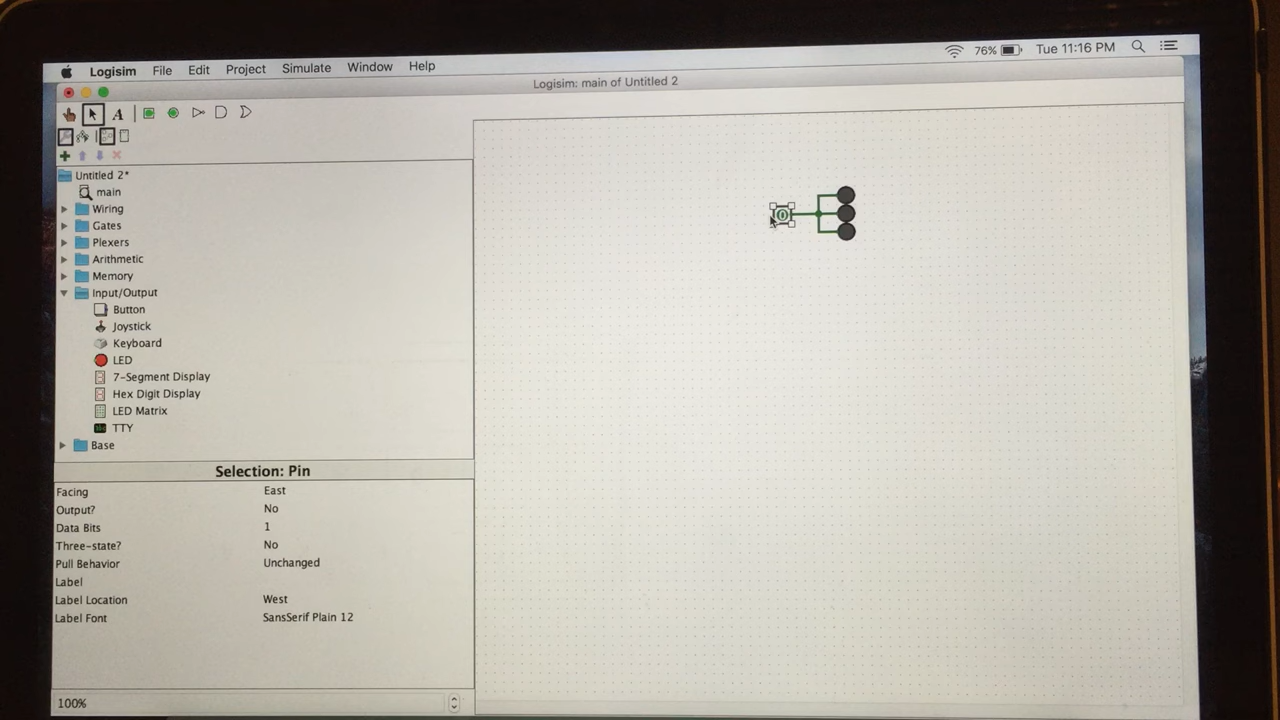 Logisim File Edit Project Simulate Window Help 76% Tue 11:16 PM
Logisim: main of Untitled 2
A
Untitled 2*
main
Wiring
Gates
Plexers
Arithmetic
Memory
Input/Output
Button
Joystick
Keyboard
LED
7-Segment Display
Hex Digit Display
LED Matrix
TTY
Base
Selection: Pin
Facing East
Output? No
Data Bits 1
Three-state? No
Pull Behavior Unchanged
Label
Label Location West
Label Font SansSerif Plain 12
100%
0